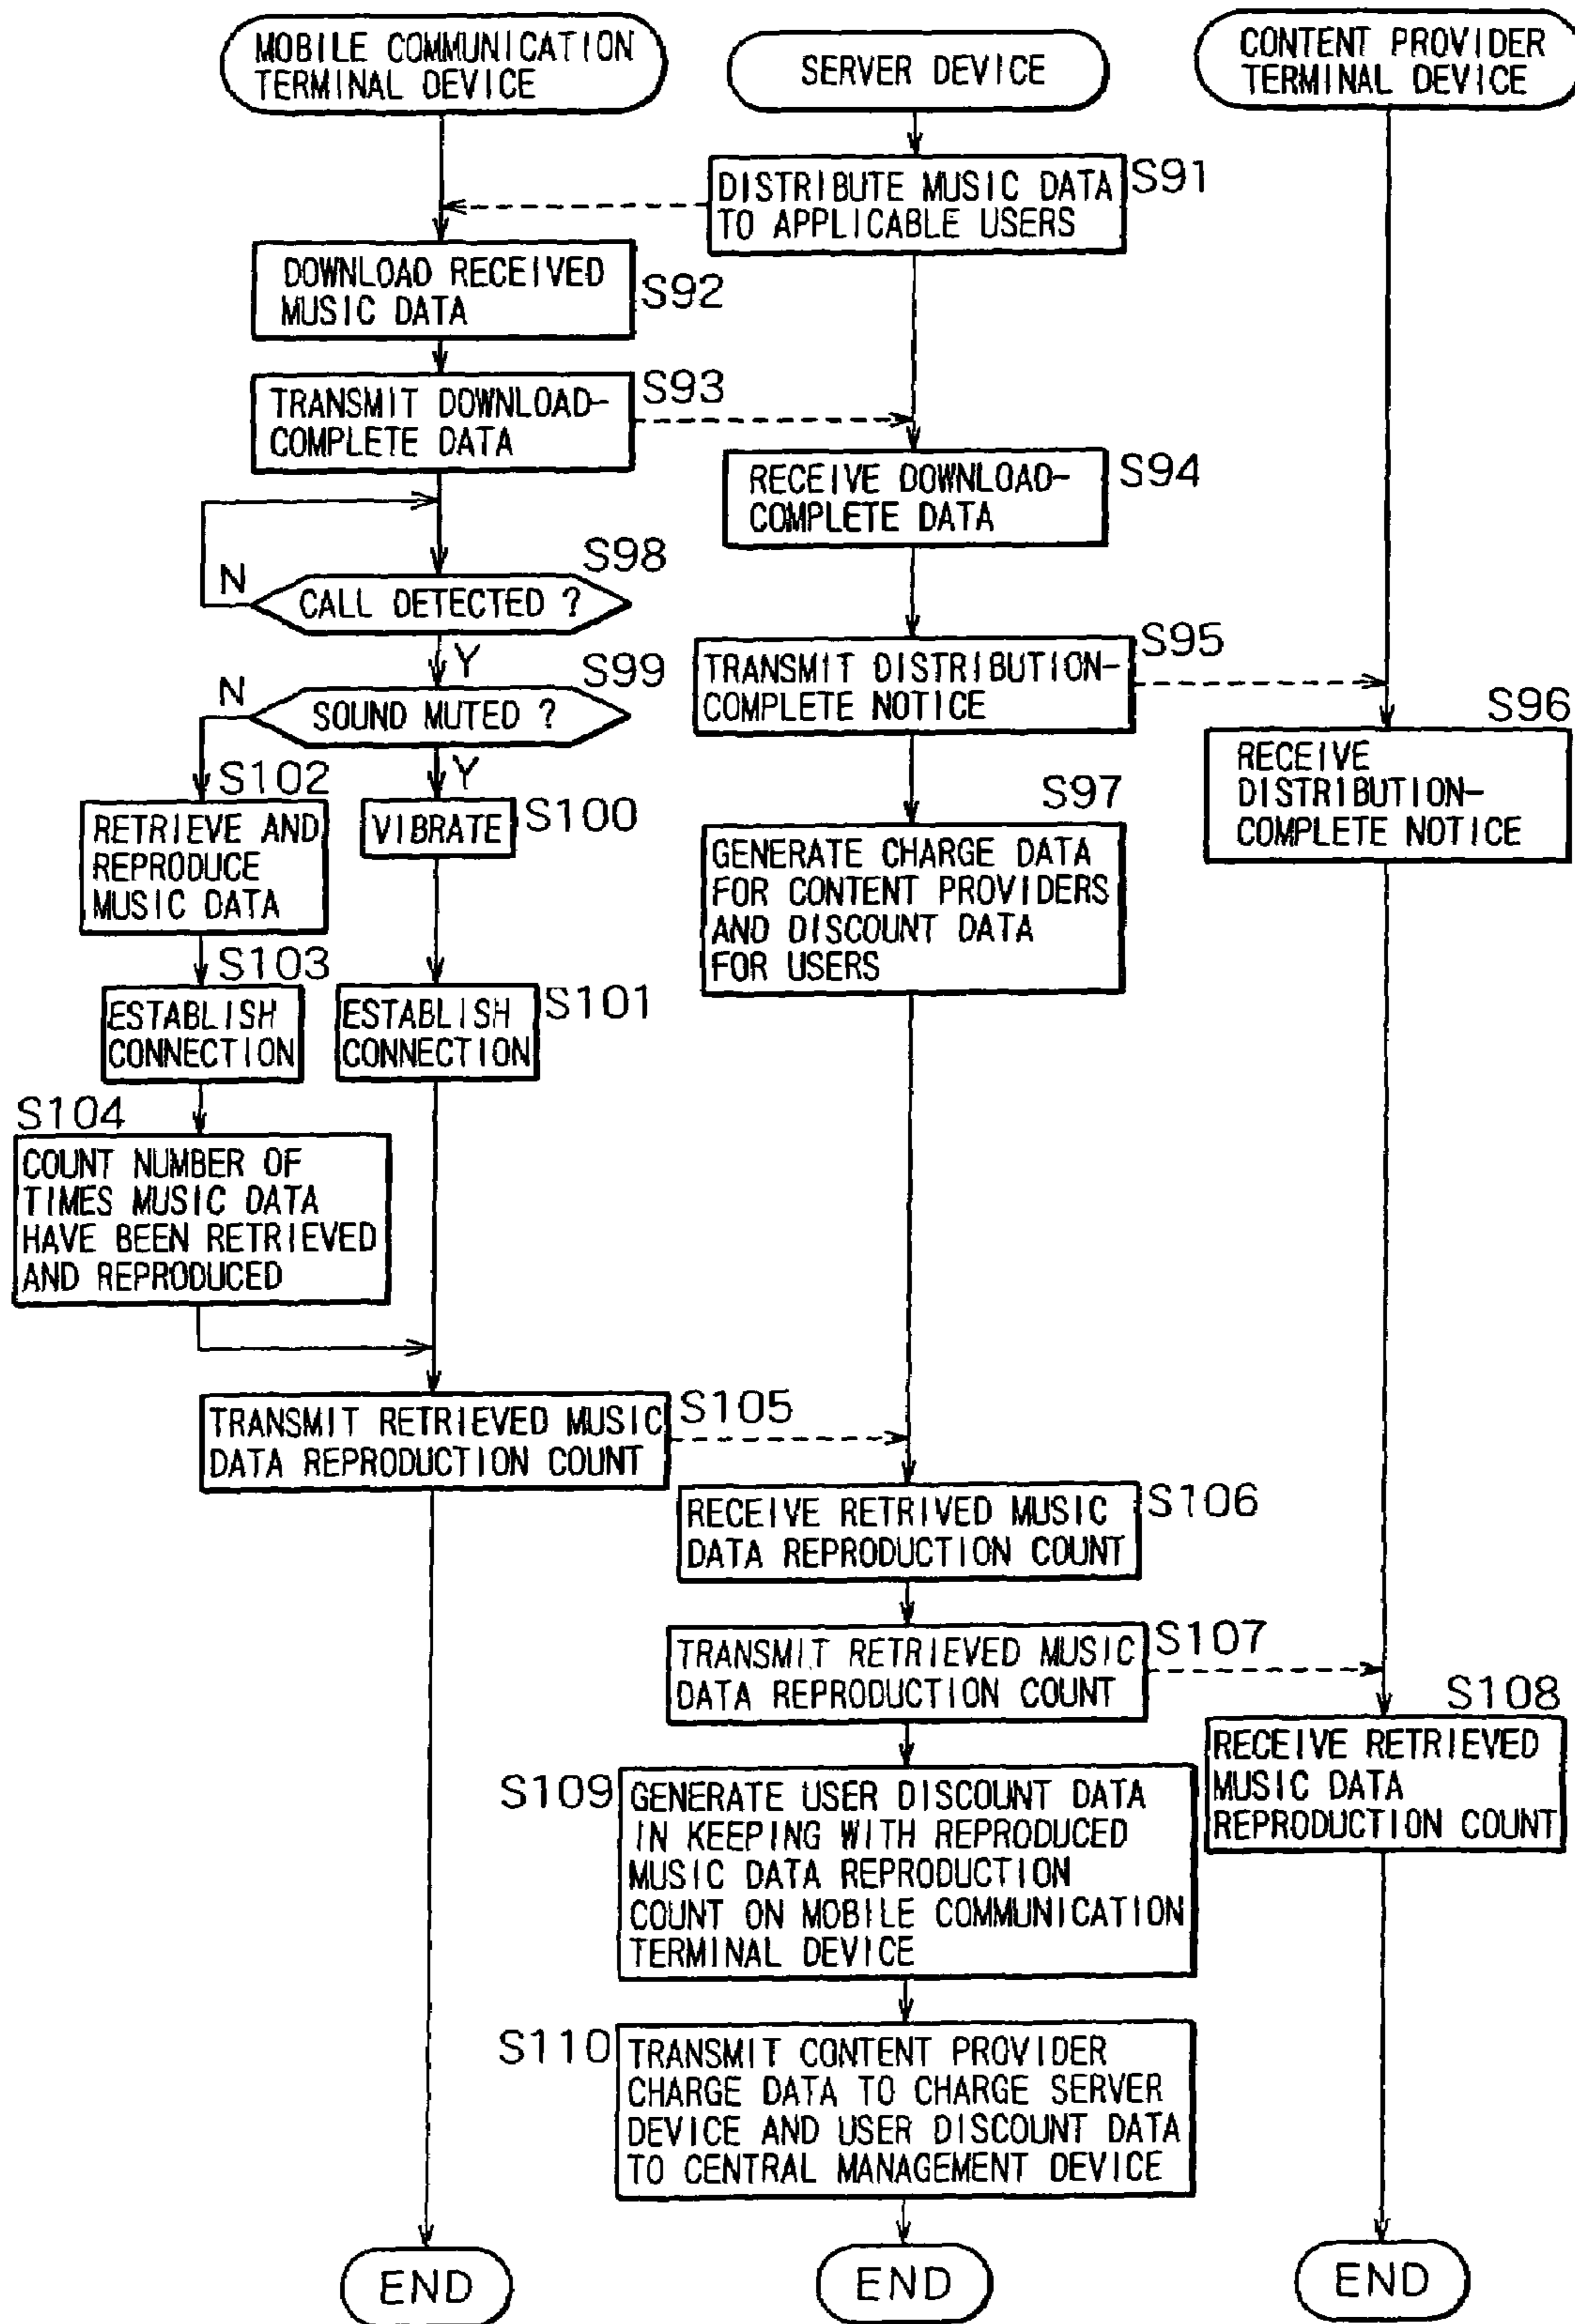 MOBILE COMMUNICATION
TERMINAL DEVICE
SERVER DEVICE
CONTENT PROVIDER
TERMINAL DEVICE
DISTRIBUTE MUSIC DATA
TO APPLICABLE USERS
S91
DOWNLOAD RECEIVED
MUSIC DATA
S92
TRANSMIT DOWNLOAD-
COMPLETE DATA
S93
RECEIVE DOWNLOAD-
COMPLETE DATA
S94
S98
N
CALL DETECTED ?
Y
S99
N
SOUND MUTED ?
Y
TRANSMIT DISTRIBUTION-
COMPLETE NOTICE
S95
S96
RECEIVE
DISTRIBUTION-
COMPLETE NOTICE
S102
RETRIEVE AND
REPRODUCE
MUSIC DATA
VIBRATE
S100
S97
GENERATE CHARGE DATA
FOR CONTENT PROVIDERS
AND DISCOUNT DATA
FOR USERS
S103
ESTABLISH
CONNECTION
ESTABLISH
CONNECTION
S101
S104
COUNT NUMBER OF
TIMES MUSIC DATA
HAVE BEEN RETRIEVED
AND REPRODUCED
TRANSMIT RETRIEVED MUSIC
DATA REPRODUCTION COUNT
S105
RECEIVE RETRIVED MUSIC
DATA REPRODUCTION COUNT
S106
TRANSMIT RETRIEVED MUSIC
DATA REPRODUCTION COUNT
S107
S108
RECEIVE RETRIEVED
MUSIC DATA
REPRODUCTION COUNT
S109
GENERATE USER DISCOUNT DATA
IN KEEPING WITH REPRODUCED
MUSIC DATA REPRODUCTION
COUNT ON MOBILE COMMUNICATION
TERMINAL DEVICE
S110
TRANSMIT CONTENT PROVIDER
CHARGE DATA TO CHARGE SERVER
DEVICE AND USER DISCOUNT DATA
TO CENTRAL MANAGEMENT DEVICE
END
END
END